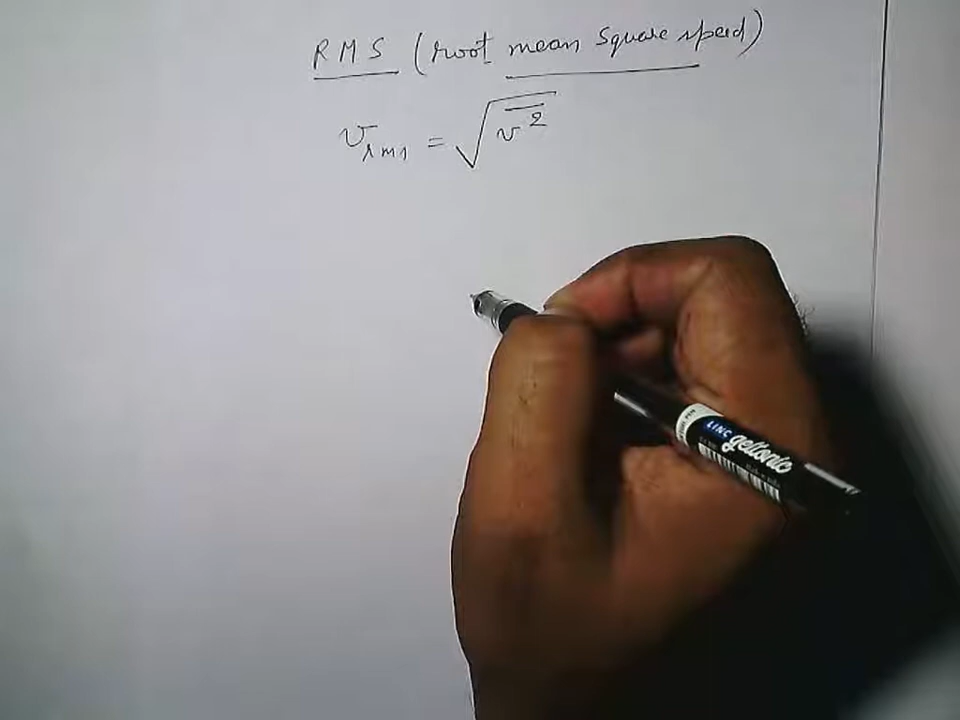 RMS (root mean square speed)
v_rms = √(v̅²)
LINC gellonic